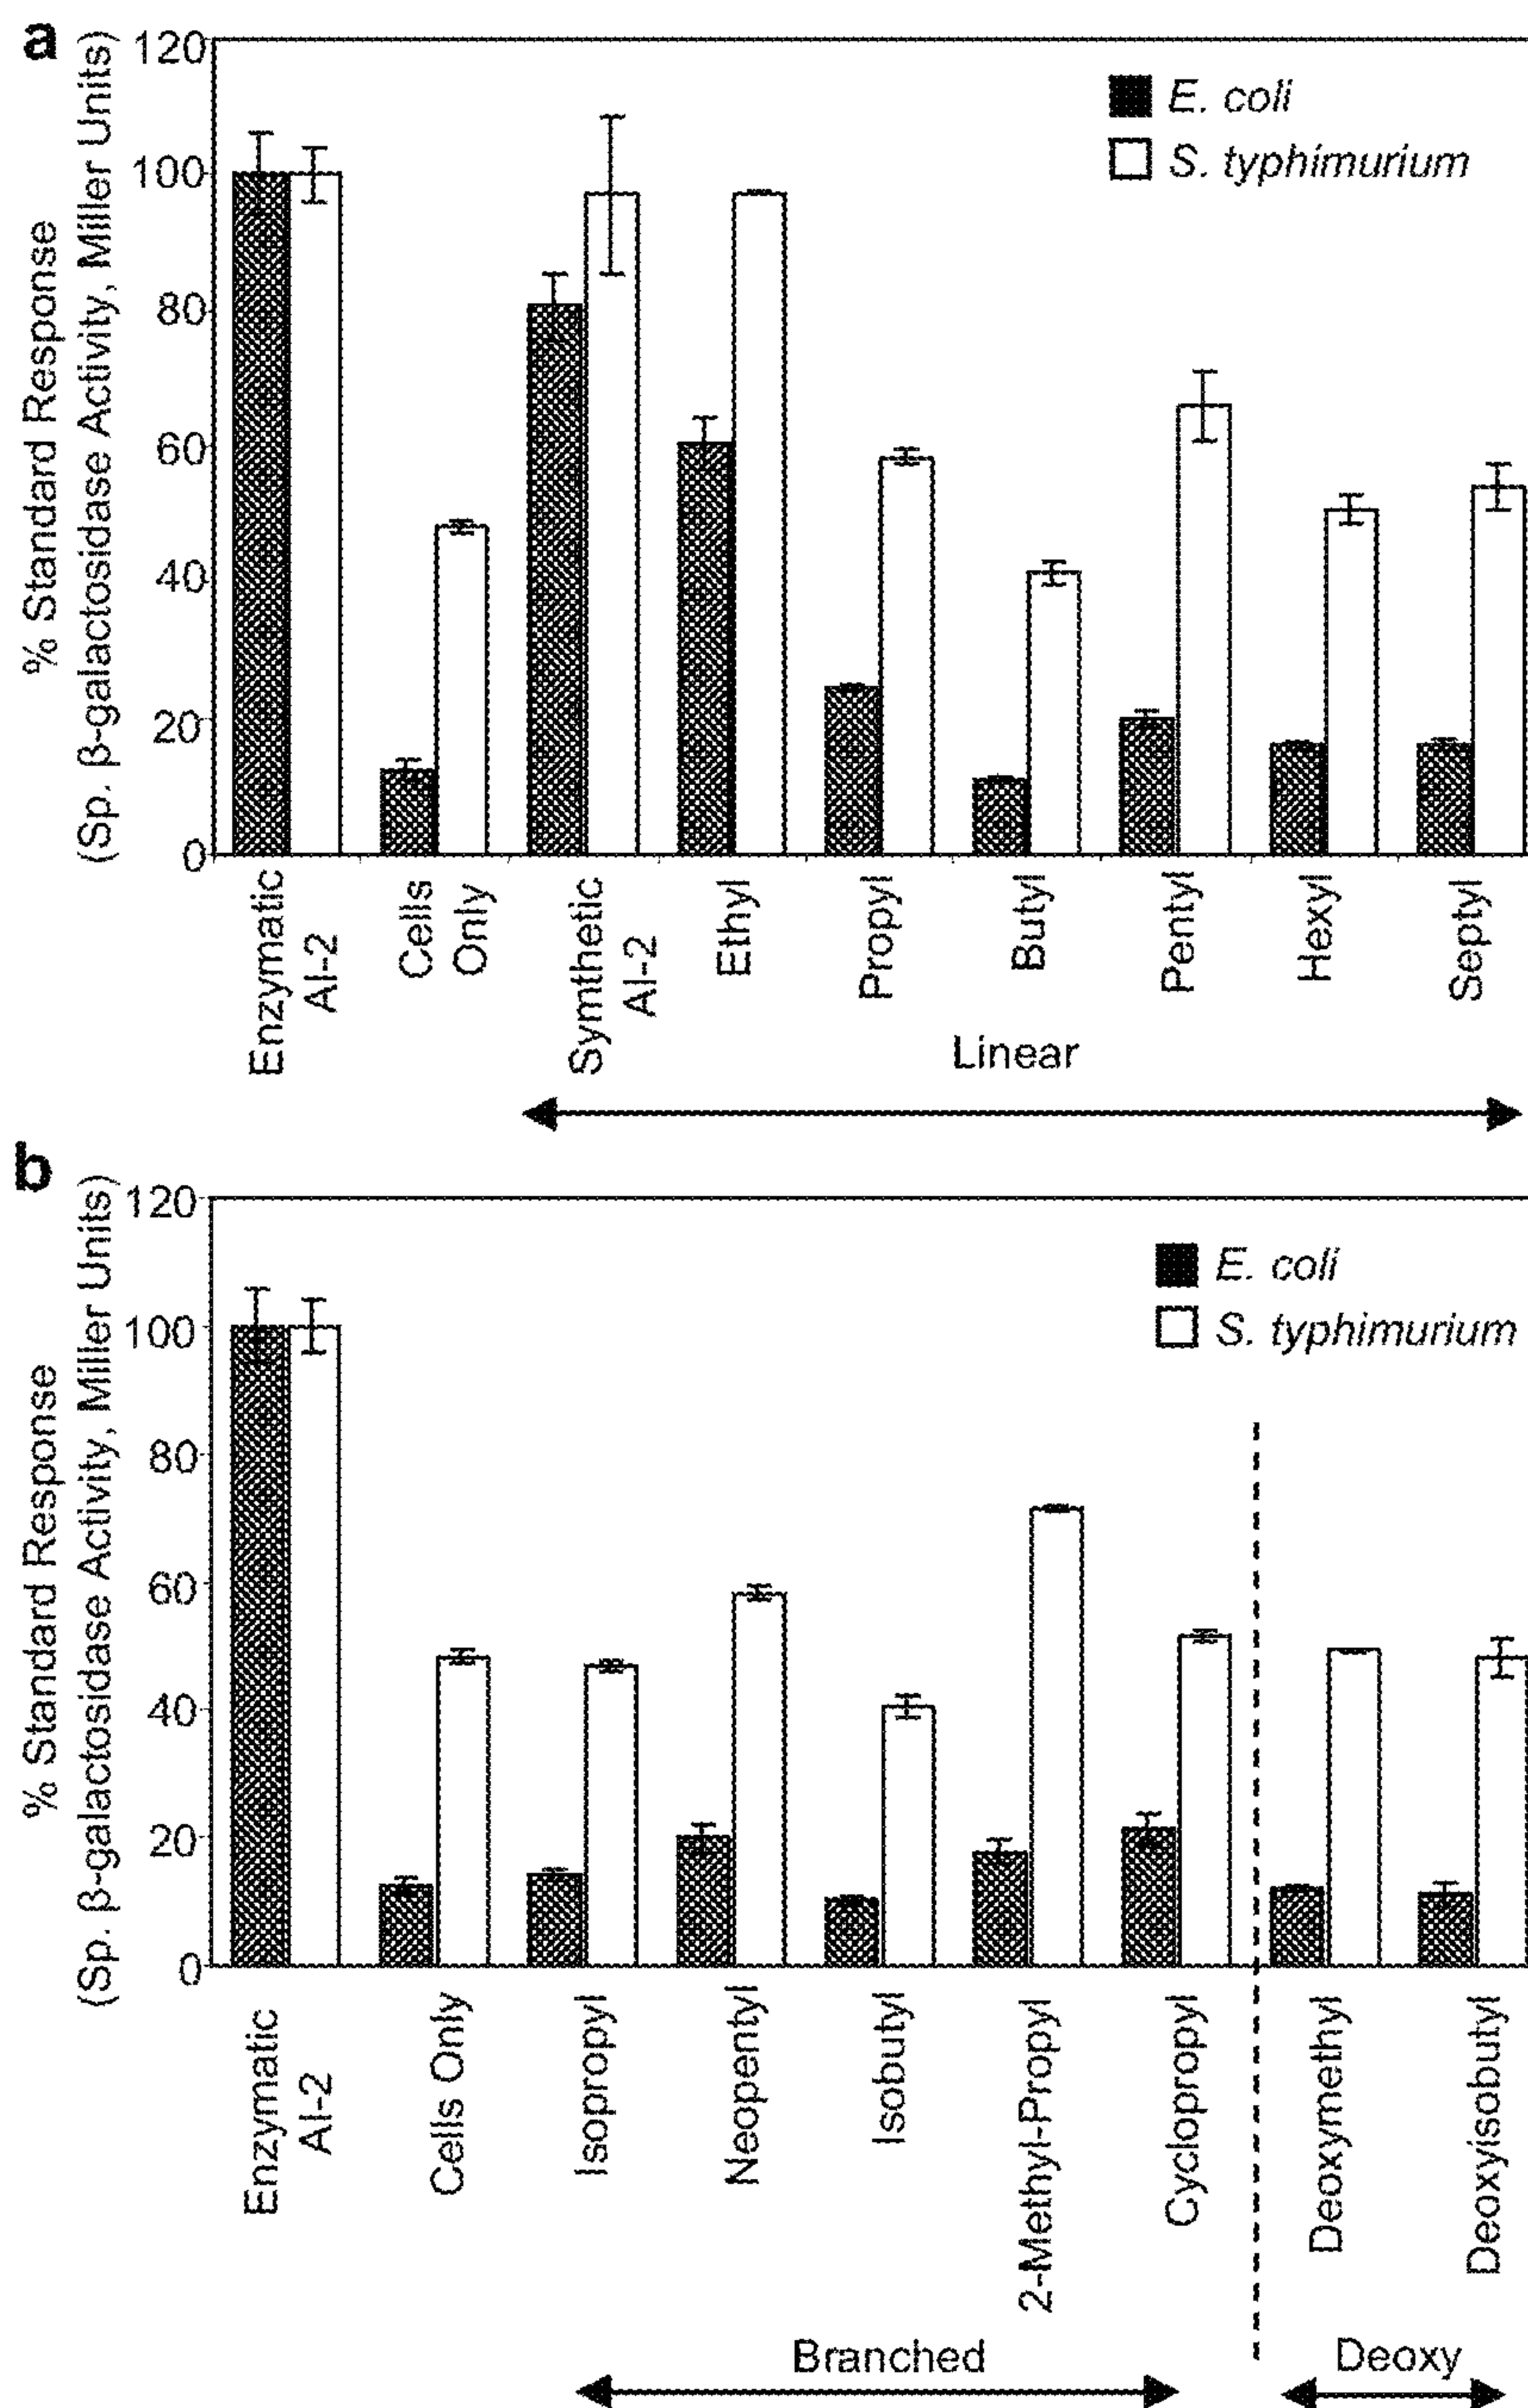 a
% Standard Response
(Sp. β-galactosidase Activity, Miller Units)
120
100
80
60
40
20
0
E. coli
S. typhimurium
Enzymatic
AI-2
Cells
Only
Symthetic
AI-2
Ethyl
Propyl
Butyl
Pentyl
Hexyl
Septyl
Linear
b
% Standard Response
(Sp. β-galactosidase Activity, Miller Units)
120
100
80
60
40
20
0
E. coli
S. typhimurium
Enzymatic
AI-2
Cells Only
Isopropyl
Neopentyl
Isobutyl
2-Methyl-Propyl
Cyclopropyl
Deoxymethyl
Deoxyisobutyl
Branched
Deoxy